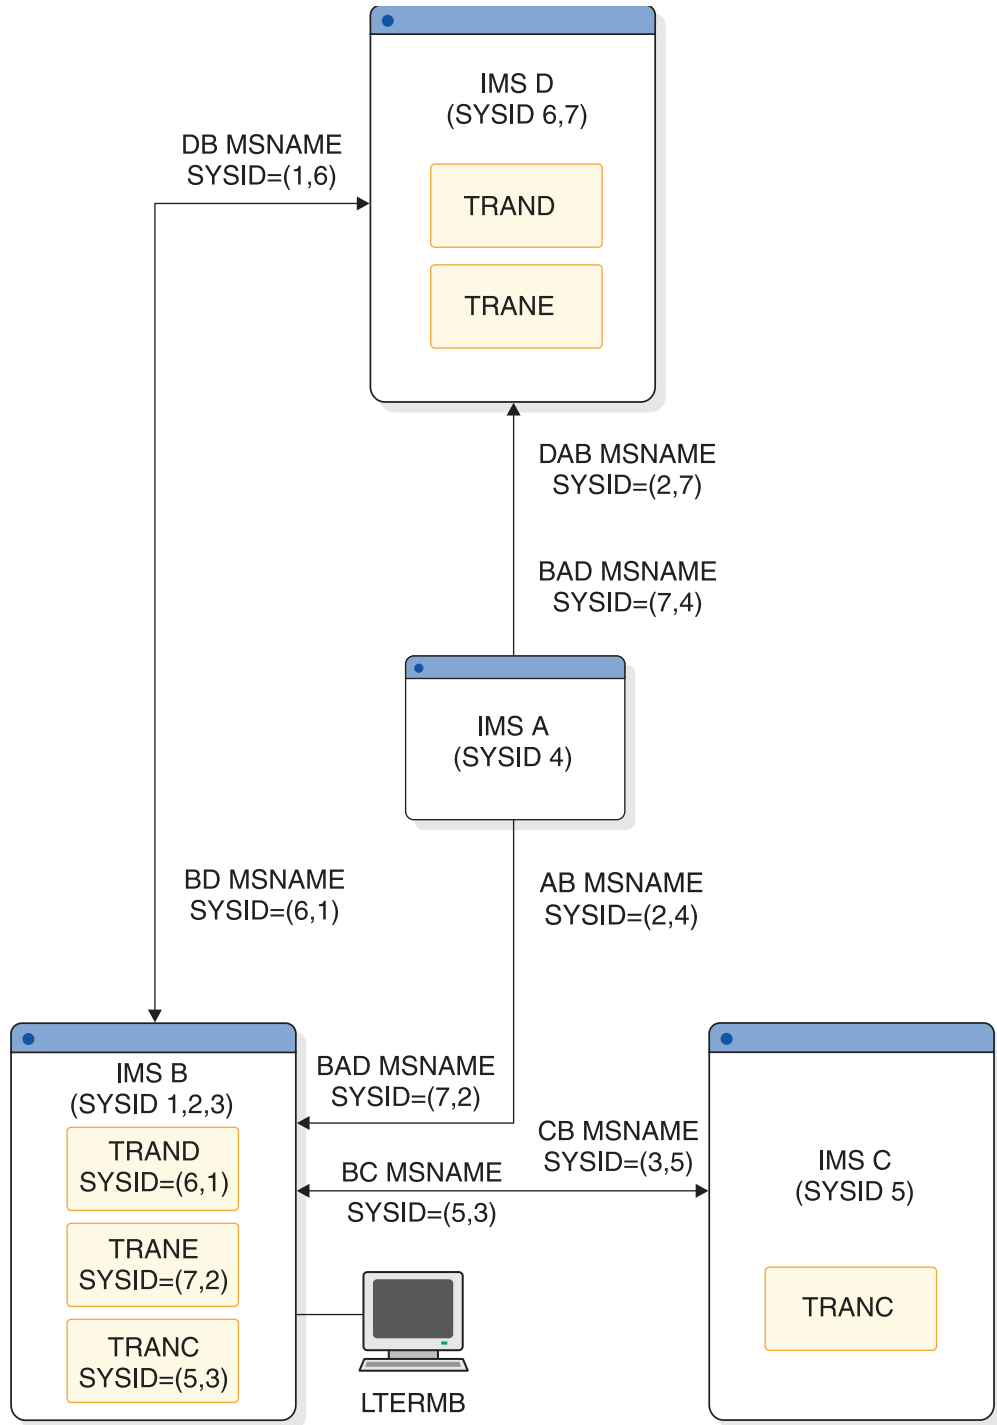 IMS D
(SYSID 6,7)
DB MSNAME
SYSID=(1,6)
TRAND
TRANE
DAB MSNAME
SYSID=(2,7)
BAD MSNAME
SYSID=(7,4)
IMS A
(SYSID 4)
BD MSNAME
SYSID=(6,1)
AB MSNAME
SYSID=(2,4)
IMS B
(SYSID 1,2,3)
BAD MSNAME
SYSID=(7,2)
TRAND
SYSID=(6,1)
TRANE
SYSID=(7,2)
TRANC
SYSID=(5,3)
CB MSNAME
SYSID=(3,5)
BC MSNAME
SYSID=(5,3)
IMS C
(SYSID 5)
TRANC
LTERMB